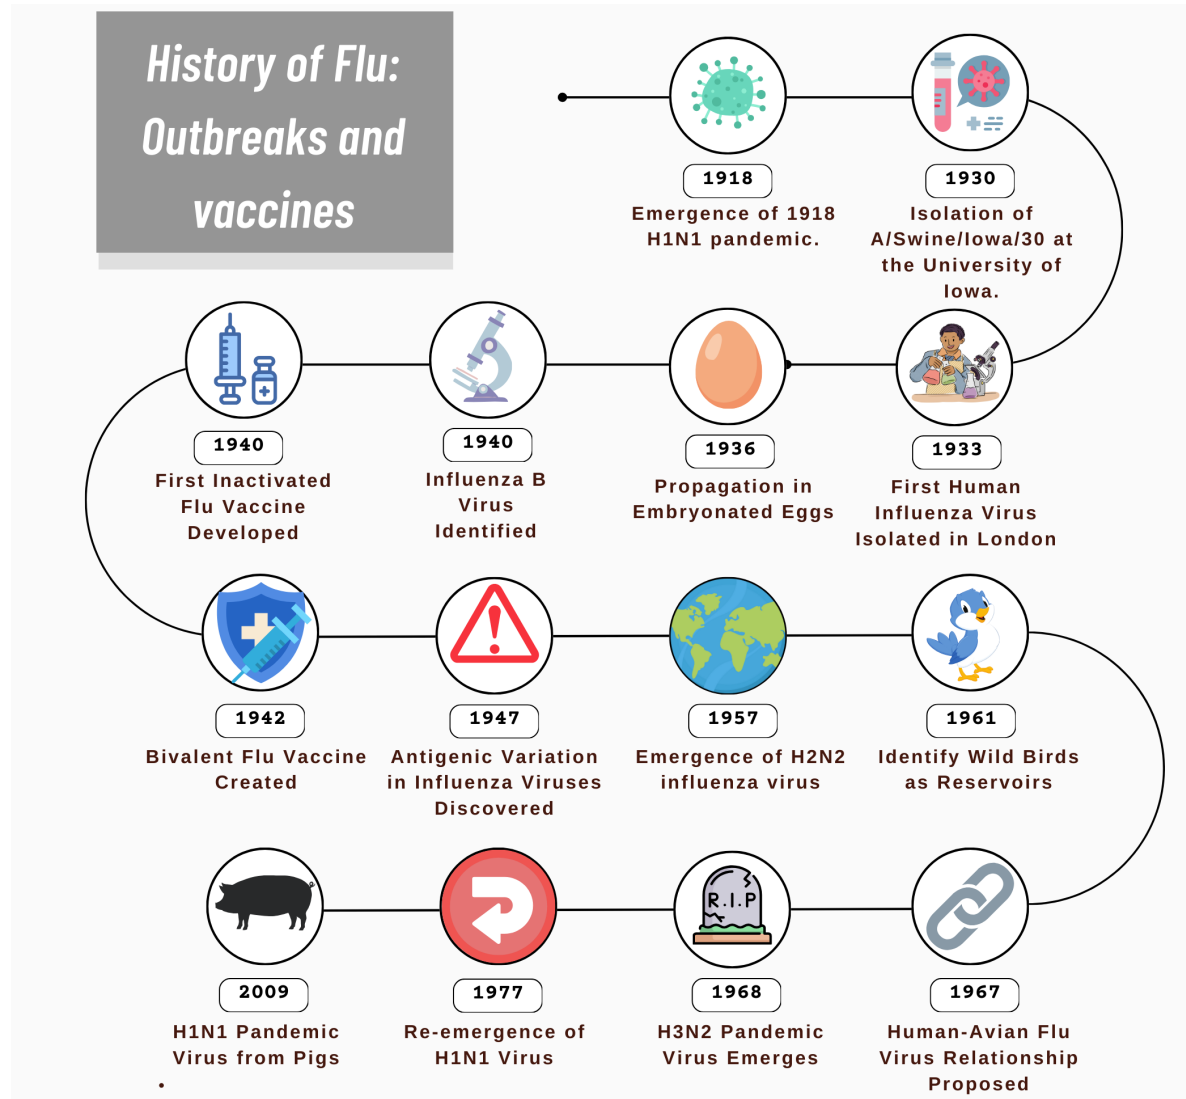 History of Flu:
Outbreaks and
vaccines
1918
Emergence of 1918
H1N1 pandemic.
1930
Isolation of
A/Swine/Iowa/30 at
the University of
Iowa.
1933
First Human
Influenza Virus
Isolated in London
1936
Propagation in
Embryonated Eggs
1940
Influenza B
Virus
Identified
1940
First Inactivated
Flu Vaccine
Developed
1942
Bivalent Flu Vaccine
Created
1947
Antigenic Variation
in Influenza Viruses
Discovered
1957
Emergence of H2N2
influenza virus
1961
Identify Wild Birds
as Reservoirs
1967
Human-Avian Flu
Virus Relationship
Proposed
R.I.P
1968
H3N2 Pandemic
Virus Emerges
1977
Re-emergence of
H1N1 Virus
2009
H1N1 Pandemic
Virus from Pigs